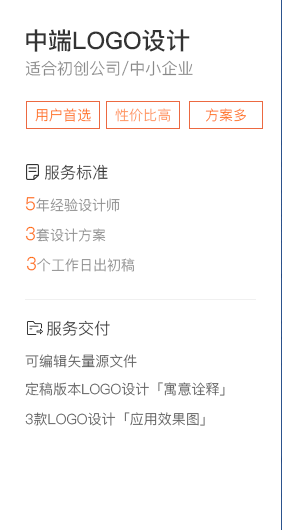 中端LOGO设计
适合初创公司/中小企业
用户首选 性价比高 方案多
服务标准
5年经验设计师
3套设计方案
3个工作日出初稿
服务交付
可编辑矢量源文件
定稿版本LOGO设计「寓意诠释」
3款LOGO设计「应用效果图」